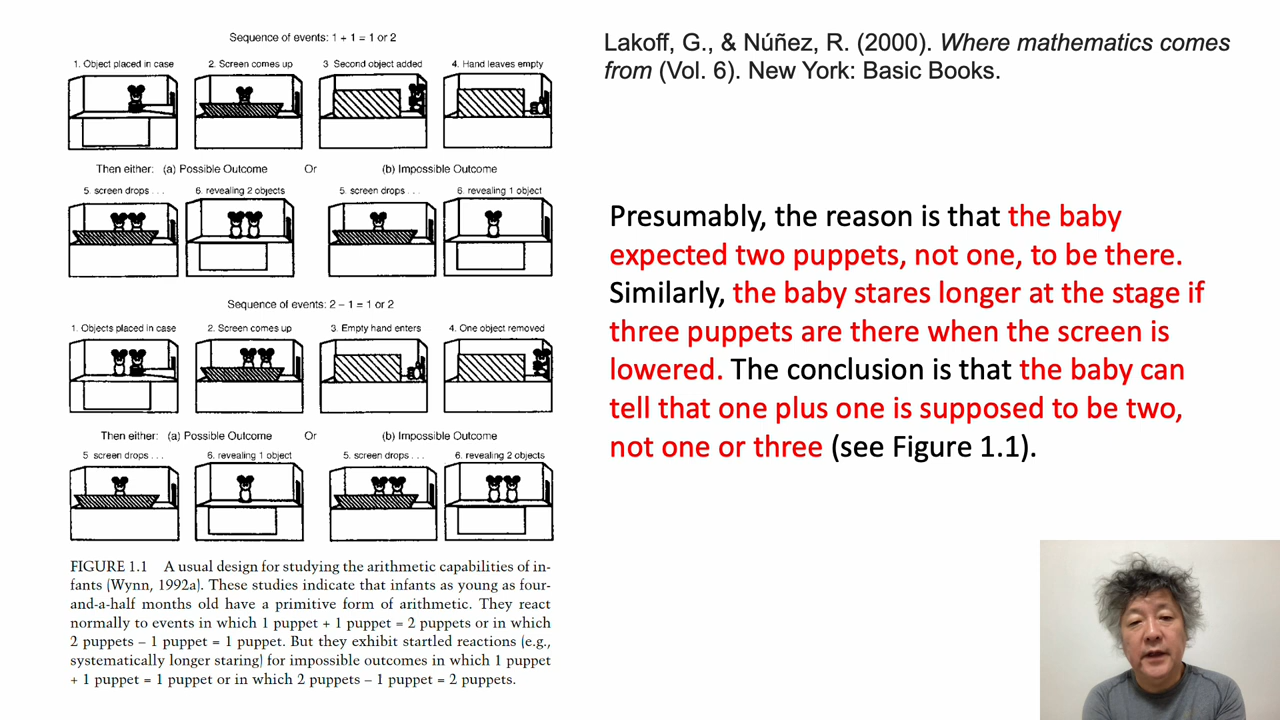 Sequence of events: 1 + 1 = 1 or 2
1. Object placed in case
2. Screen comes up
3 Second object added
4. Hand leaves empty
Then either: (a) Possible Outcome
Or
(b) Impossible Outcome
5. screen drops . . .
6. revealing 2 objects
5. screen drops . . .
6. revealing 1 object
Sequence of events: 2 – 1 = 1 or 2
1. Objects placed in case
2. Screen comes up
3. Empty hand enters
4. One object removed
Then either: (a) Possible Outcome
Or
(b) Impossible Outcome
5 screen drops . . .
6. revealing 1 object
5. screen drops . . .
6. revealing 2 objects
FIGURE 1.1 A usual design for studying the arithmetic capabilities of in-
fants (Wynn, 1992a). These studies indicate that infants as young as four-
and-a-half months old have a primitive form of arithmetic. They react
normally to events in which 1 puppet + 1 puppet = 2 puppets or in which
2 puppets – 1 puppet = 1 puppet. But they exhibit startled reactions (e.g.,
systematically longer staring) for impossible outcomes in which 1 puppet
+ 1 puppet = 1 puppet or in which 2 puppets – 1 puppet = 2 puppets.
Lakoff, G., & Núñez, R. (2000). Where mathematics comes
from (Vol. 6). New York: Basic Books.
Presumably, the reason is that the baby
expected two puppets, not one, to be there.
Similarly, the baby stares longer at the stage if
three puppets are there when the screen is
lowered. The conclusion is that the baby can
tell that one plus one is supposed to be two,
not one or three (see Figure 1.1).